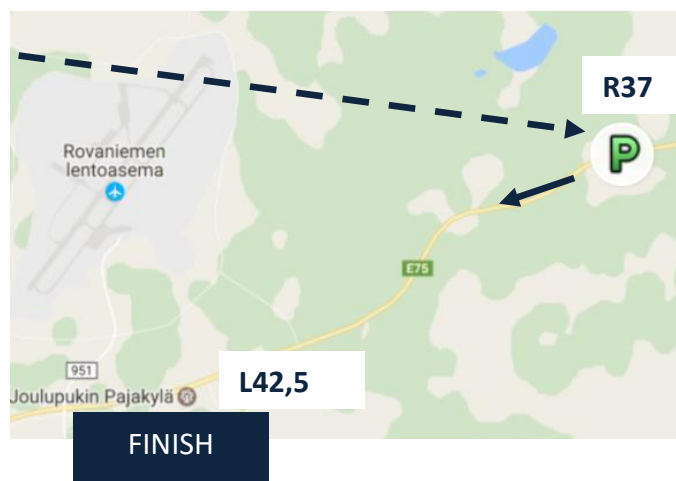 R37
P
Rovaniemen
lentoasema
E75
951
L42,5
Joulupukin Pajakylä
FINISH